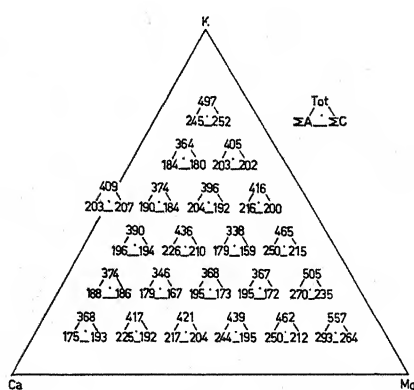 K
497
Tot
245 252
ΣA ΣC
364 405
184 180 203 202
409 374 396 416
203 207 190 184 204 192 216 200
390 436 338 465
196 194 226 210 179 159 250 215
374 346 368 367 505
188 186 179 167 195 173 195 172 270 235
368 417 421 439 462 557
175 193 225 192 217 204 244 195 250 212 293 264
Ca Mg